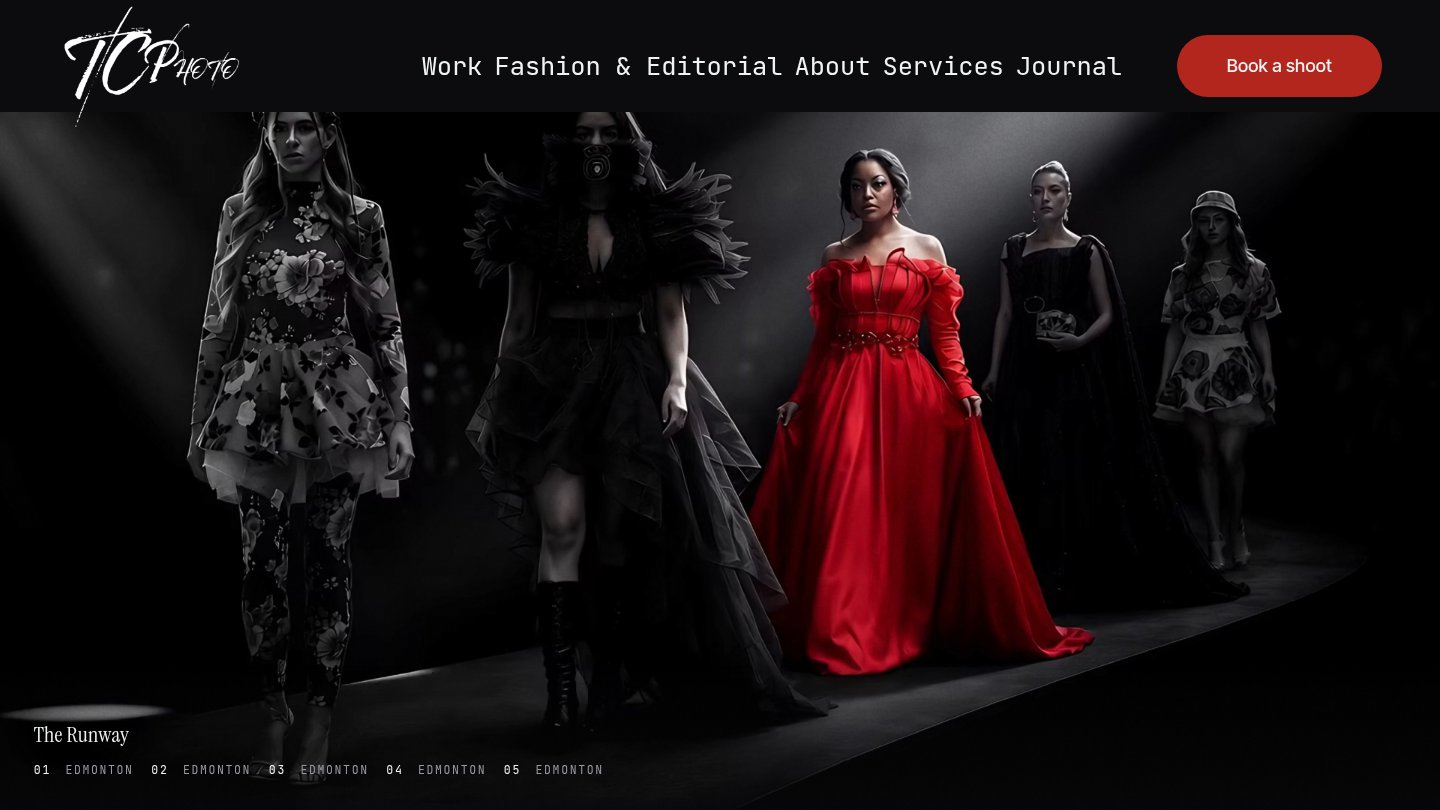 TCPHOTO
Work Fashion & Editorial About Services Journal
Book a shoot
The Runway
01 EDMONTON 02 EDMONTON 03 EDMONTON 04 EDMONTON 05 EDMONTON